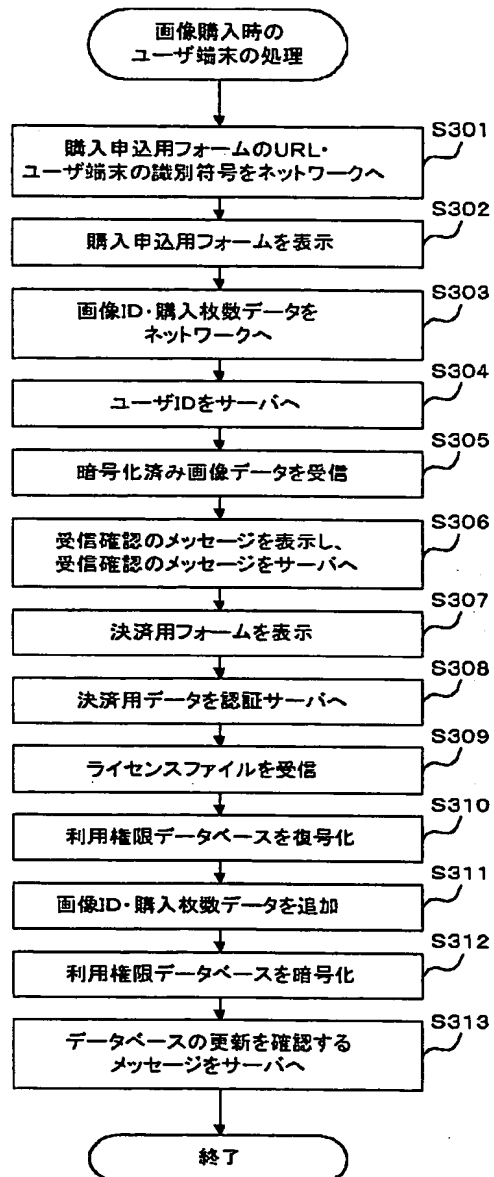 画像購入時の
ユーザ端末の処理
S301
購入申込用フォームのURL・
ユーザ端末の識別符号をネットワークへ
S302
購入申込用フォームを表示
S303
画像ID・購入枚数データを
ネットワークへ
S304
ユーザIDをサーバへ
S305
暗号化済み画像データを受信
S306
受信確認のメッセージを表示し、
受信確認のメッセージをサーバへ
S307
決済用フォームを表示
S308
決済用データを認証サーバへ
S309
ライセンスファイルを受信
S310
利用権限データベースを復号化
S311
画像ID・購入枚数データを追加
S312
利用権限データベースを暗号化
S313
データベースの更新を確認する
メッセージをサーバへ
終了